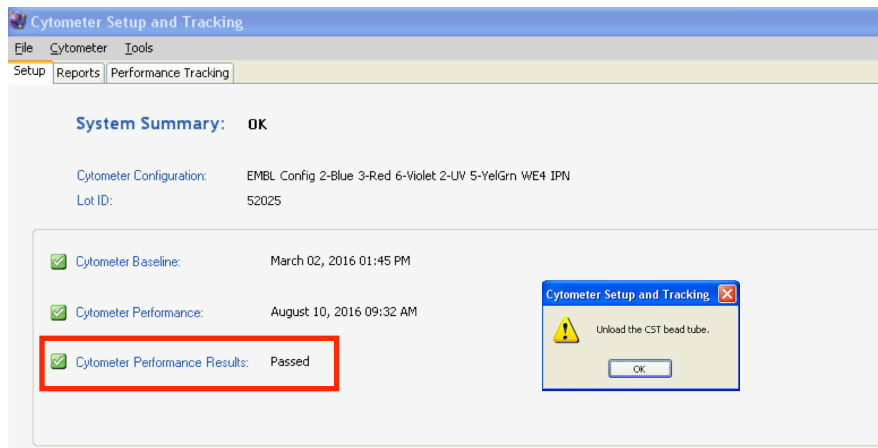 Cytometer Setup and Tracking
File Cytometer Tools
Setup Reports Performance Tracking
System Summary: OK
Cytometer Configuration: EMBL Config 2-Blue 3-Red 6-Violet 2-UV 5-YelGrn WE4 IPN
Lot ID: 52025
Cytometer Baseline: March 02, 2016 01:45 PM
Cytometer Performance: August 10, 2016 09:32 AM
Cytometer Performance Results: Passed
Cytometer Setup and Tracking
Unload the CST bead tube.
OK